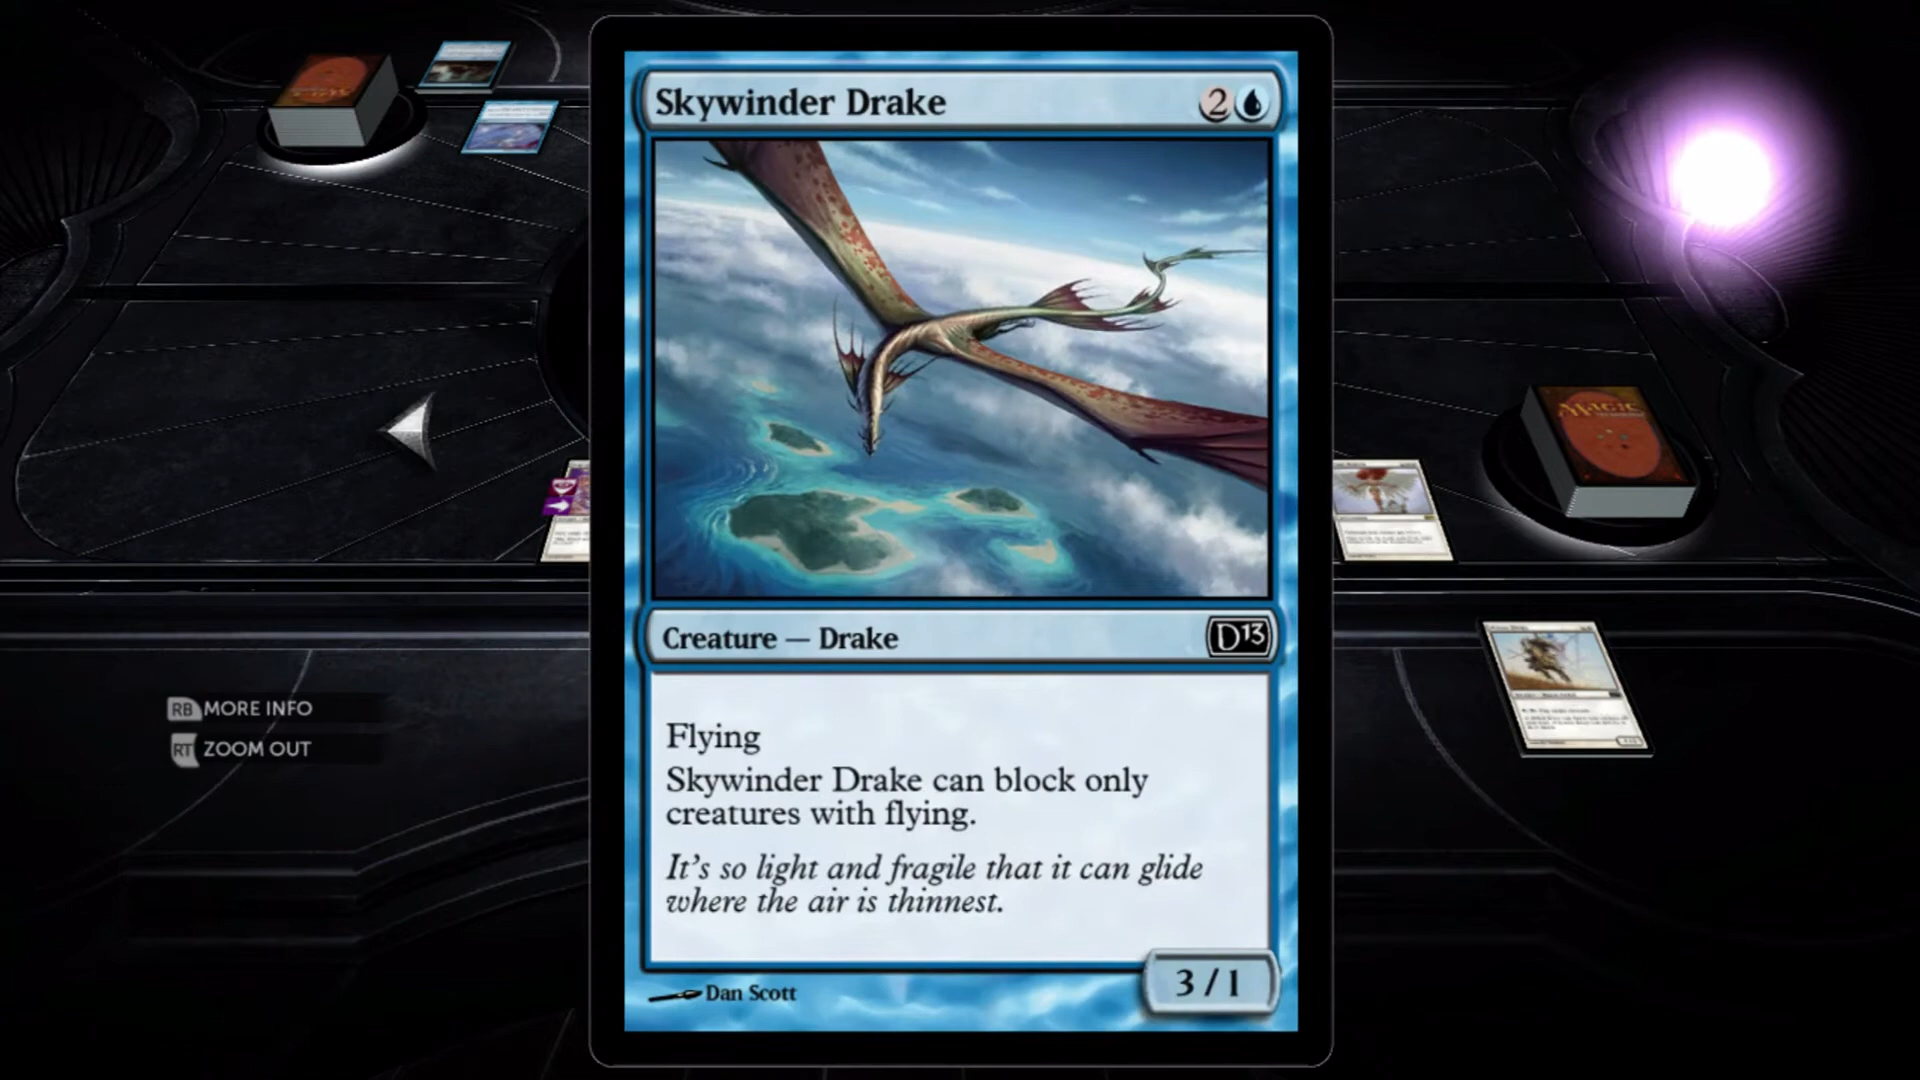 Skywinder Drake 2
Creature — Drake D13
Flying
Skywinder Drake can block only
creatures with flying.
It's so light and fragile that it can glide
where the air is thinnest.
3 / 1
Dan Scott
RB MORE INFO
RT ZOOM OUT
MAGIC